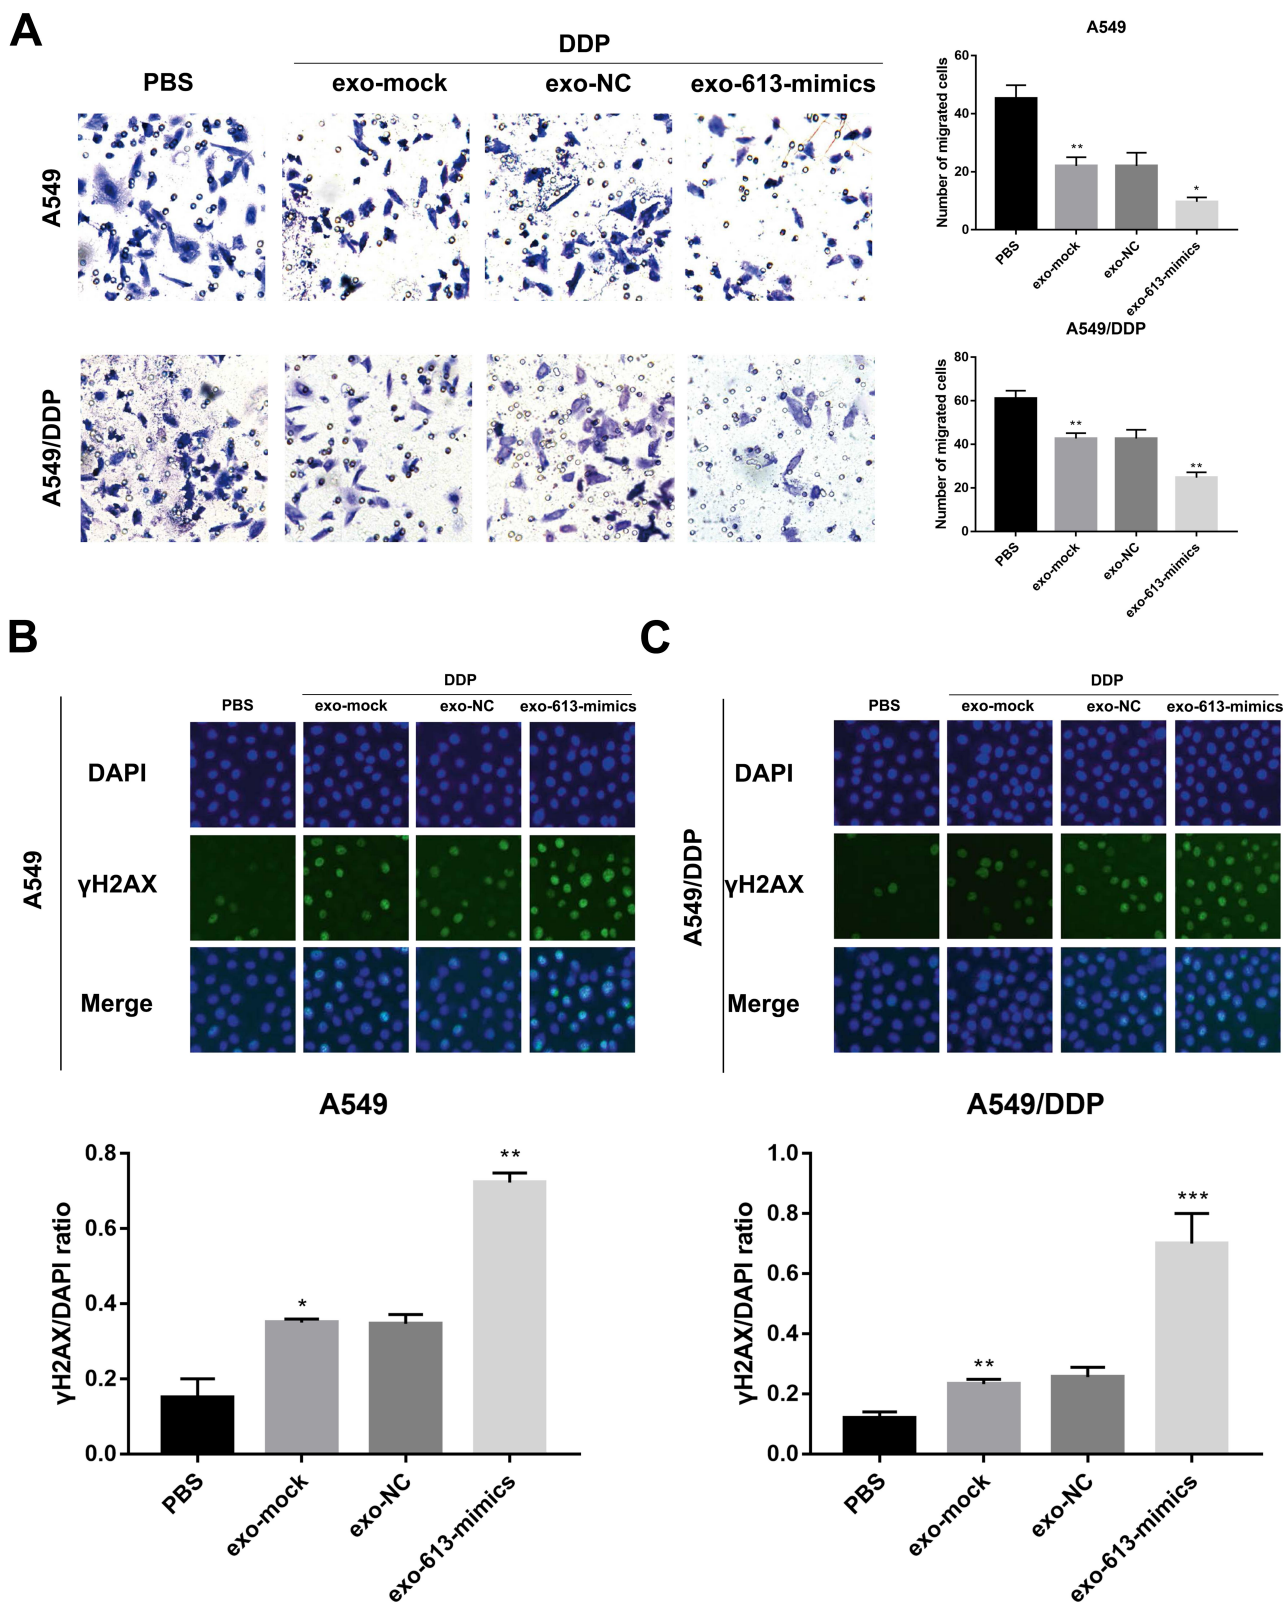 A
DDP
PBS
exo-mock
exo-NC
exo-613-mimics
A549
A549/DDP
A549
Number of migrated cells
60
40
20
0
**
*
PBS
exo-mock
exo-NC
exo-613-mimics
A549/DDP
Number of migrated cells
80
60
40
20
0
**
**
PBS
exo-mock
exo-NC
exo-613-mimics
B
DDP
PBS
exo-mock
exo-NC
exo-613-mimics
A549
DAPI
γH2AX
Merge
A549
γH2AX/DAPI ratio
0.8
0.6
0.4
0.2
0.0
*
**
PBS
exo-mock
exo-NC
exo-613-mimics
C
DDP
PBS
exo-mock
exo-NC
exo-613-mimics
A549/DDP
DAPI
γH2AX
Merge
A549/DDP
γH2AX/DAPI ratio
1.0
0.8
0.6
0.4
0.2
0.0
**
***
PBS
exo-mock
exo-NC
exo-613-mimics